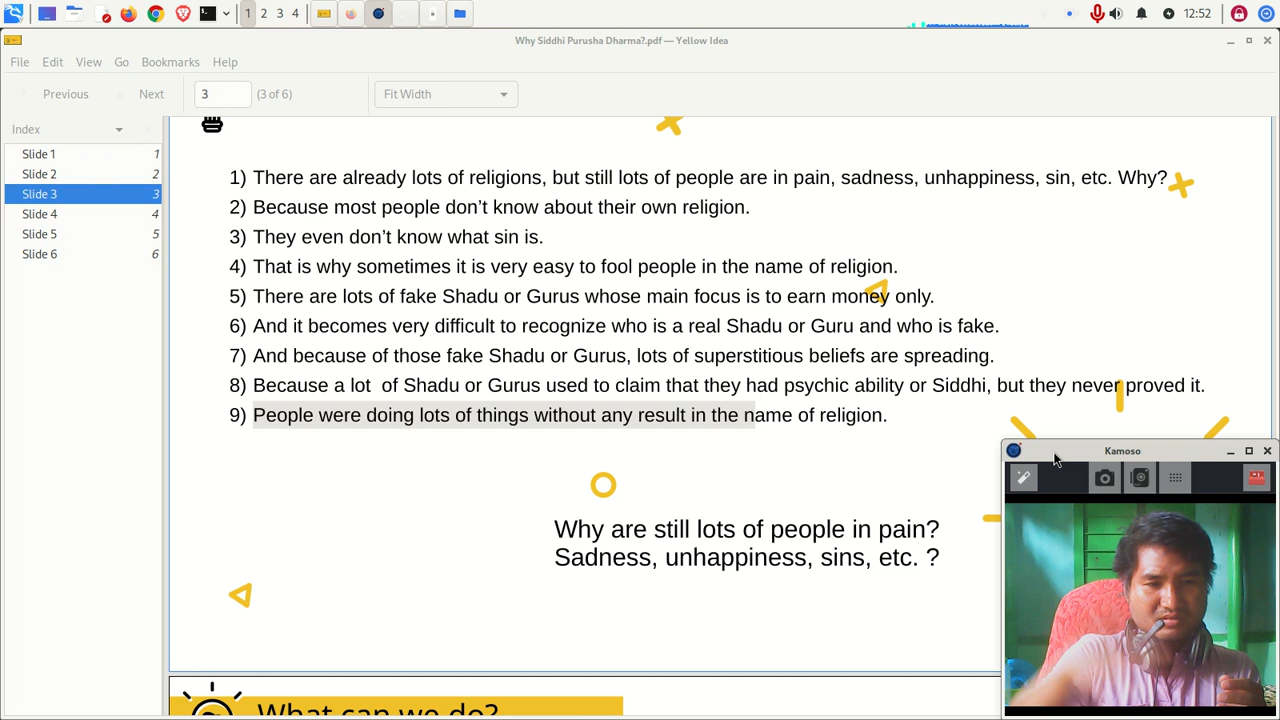 1 2 3 4
12:52
Why Siddhi Purusha Dharma?.pdf — Yellow Idea
File Edit View Go Bookmarks Help
Previous Next 3 (3 of 6) Fit Width
Index
Slide 1 1
Slide 2 2
Slide 3 3
Slide 4 4
Slide 5 5
Slide 6 6
1) There are already lots of religions, but still lots of people are in pain, sadness, unhappiness, sin, etc. Why?
2) Because most people don’t know about their own religion.
3) They even don’t know what sin is.
4) That is why sometimes it is very easy to fool people in the name of religion.
5) There are lots of fake Shadu or Gurus whose main focus is to earn money only.
6) And it becomes very difficult to recognize who is a real Shadu or Guru and who is fake.
7) And because of those fake Shadu or Gurus, lots of superstitious beliefs are spreading.
8) Because a lot  of Shadu or Gurus used to claim that they had psychic ability or Siddhi, but they never proved it.
9) People were doing lots of things without any result in the name of religion.
Why are still lots of people in pain?
Sadness, unhappiness, sins, etc. ?
Kamoso
What can we do?